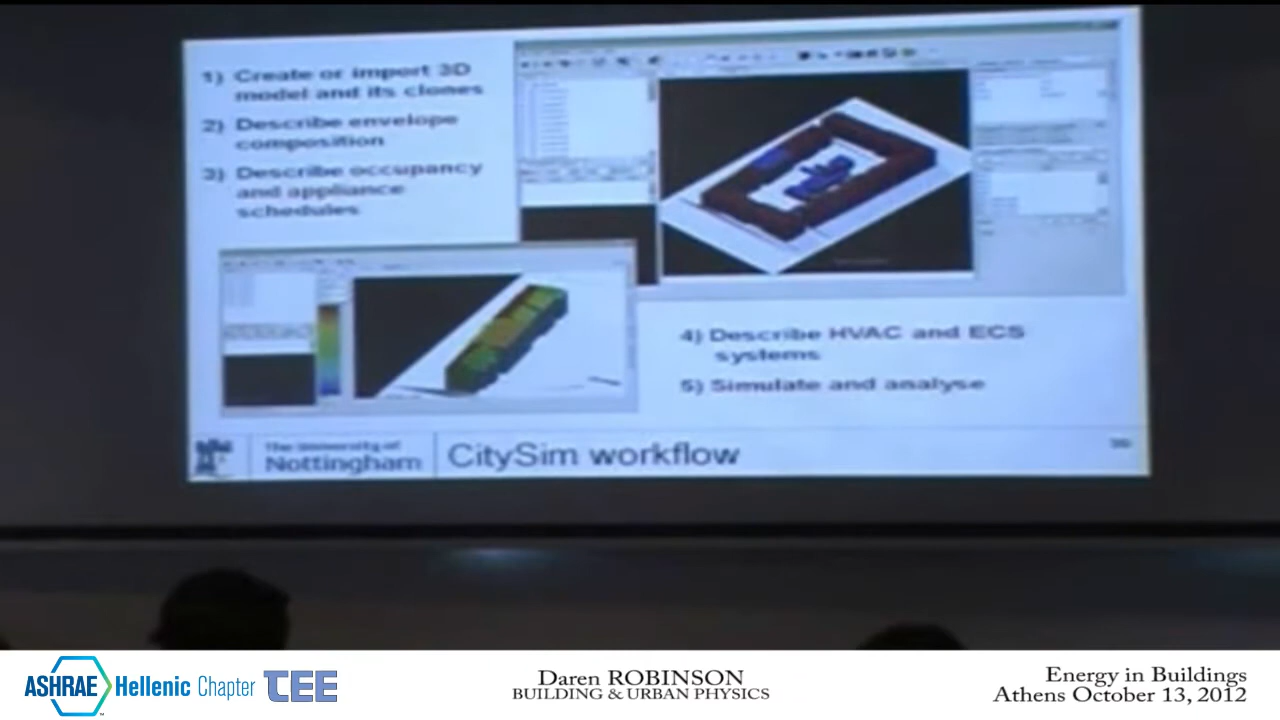 1) Create or import 3D
model and its clones
2) Describe envelope
composition
3) Describe occupancy
and appliance
schedules
4) Describe HVAC and ECS
systems
5) Simulate and analyse
The University of
Nottingham
CitySim workflow
ASHRAE Hellenic Chapter TEE
Daren ROBINSON
BUILDING & URBAN PHYSICS
Energy in Buildings
Athens October 13, 2012